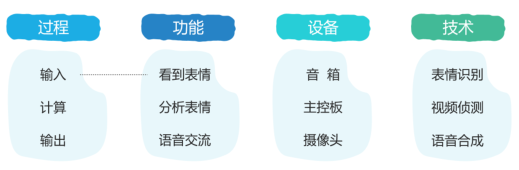 过程 功能 设备 技术
输入 看到表情 音 箱 表情识别
计算 分析表情 主控板 视频侦测
输出 语音交流 摄像头 语音合成